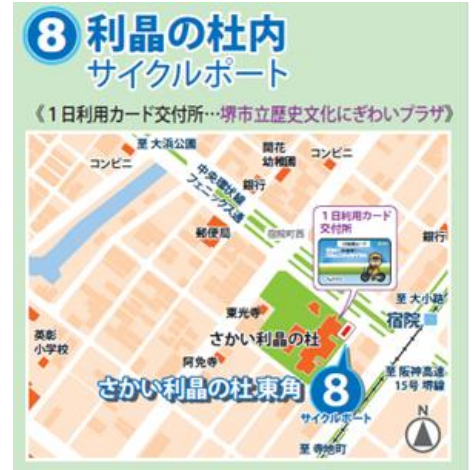 8 利晶の杜内
サイクルポート
《1日利用カード交付所…堺市立歴史文化にぎわいプラザ》
至 大浜公園
コンビニ
中央環状線
フェニックス通
開花
幼稚園
コンビニ
銀行
郵便局
宿院町西
1日利用カード
交付所
銀行
至 大小路
宿院
東光寺
さかい利晶の杜
英彰
小学校
阿免寺
さかい利晶の杜東角
8
サイクルポート
至 阪神高速
15号 堺線
至 寺地町
N